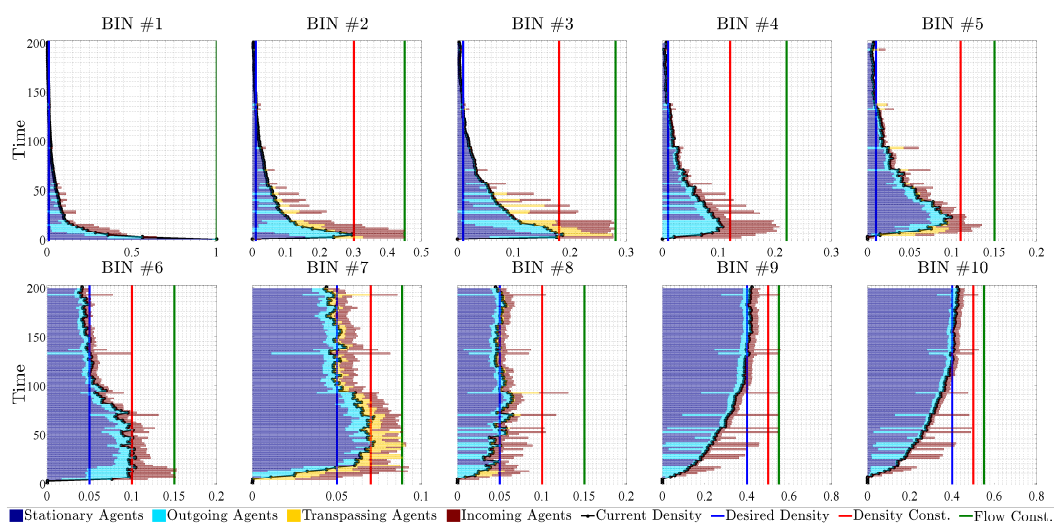 BIN #1 BIN #2 BIN #3 BIN #4 BIN #5
Time
200
150
100
50
0
0 1
0 0.1 0.2 0.3 0.4 0.5
0 0.1 0.2 0.3
0 0.1 0.2 0.3
0 0.05 0.1 0.15 0.2
BIN #6 BIN #7 BIN #8 BIN #9 BIN #10
Time
200
150
100
50
0
0 0.05 0.1 0.15 0.2
0 0.05 0.1
0 0.05 0.1 0.15 0.2
0 0.2 0.4 0.6 0.8
0 0.2 0.4 0.6 0.8
Stationary Agents Outgoing Agents Transpassing Agents Incoming Agents Current Density Desired Density Density Const. Flow Const.